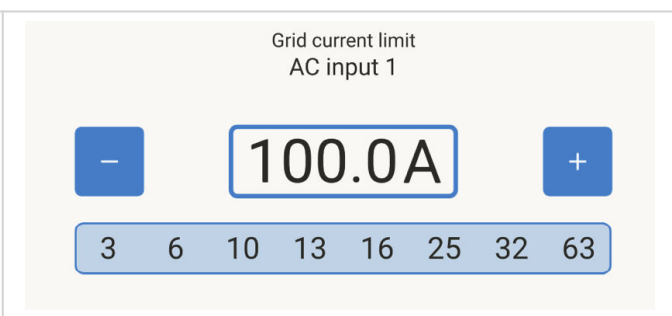 Grid current limit
AC input 1
− 100.0A +
3 6 10 13 16 25 32 63